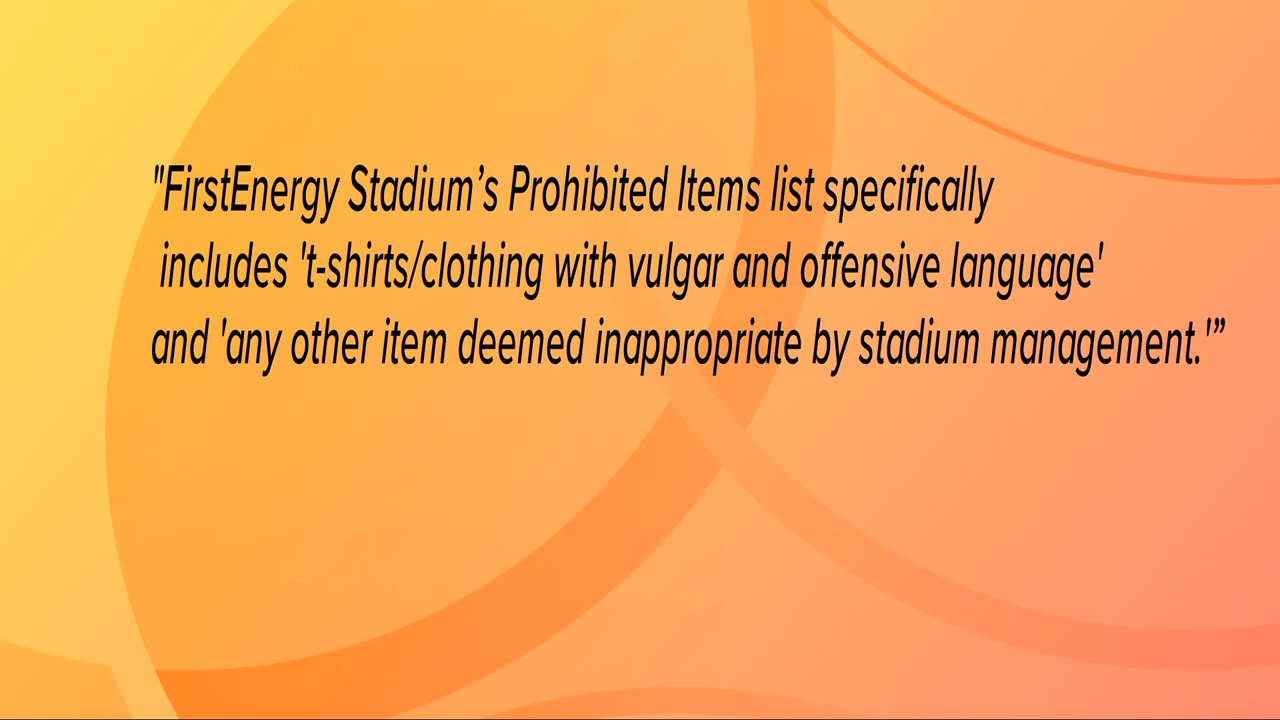 "FirstEnergy Stadium’s Prohibited Items list specifically
includes 't-shirts/clothing with vulgar and offensive language'
and 'any other item deemed inappropriate by stadium management.'”